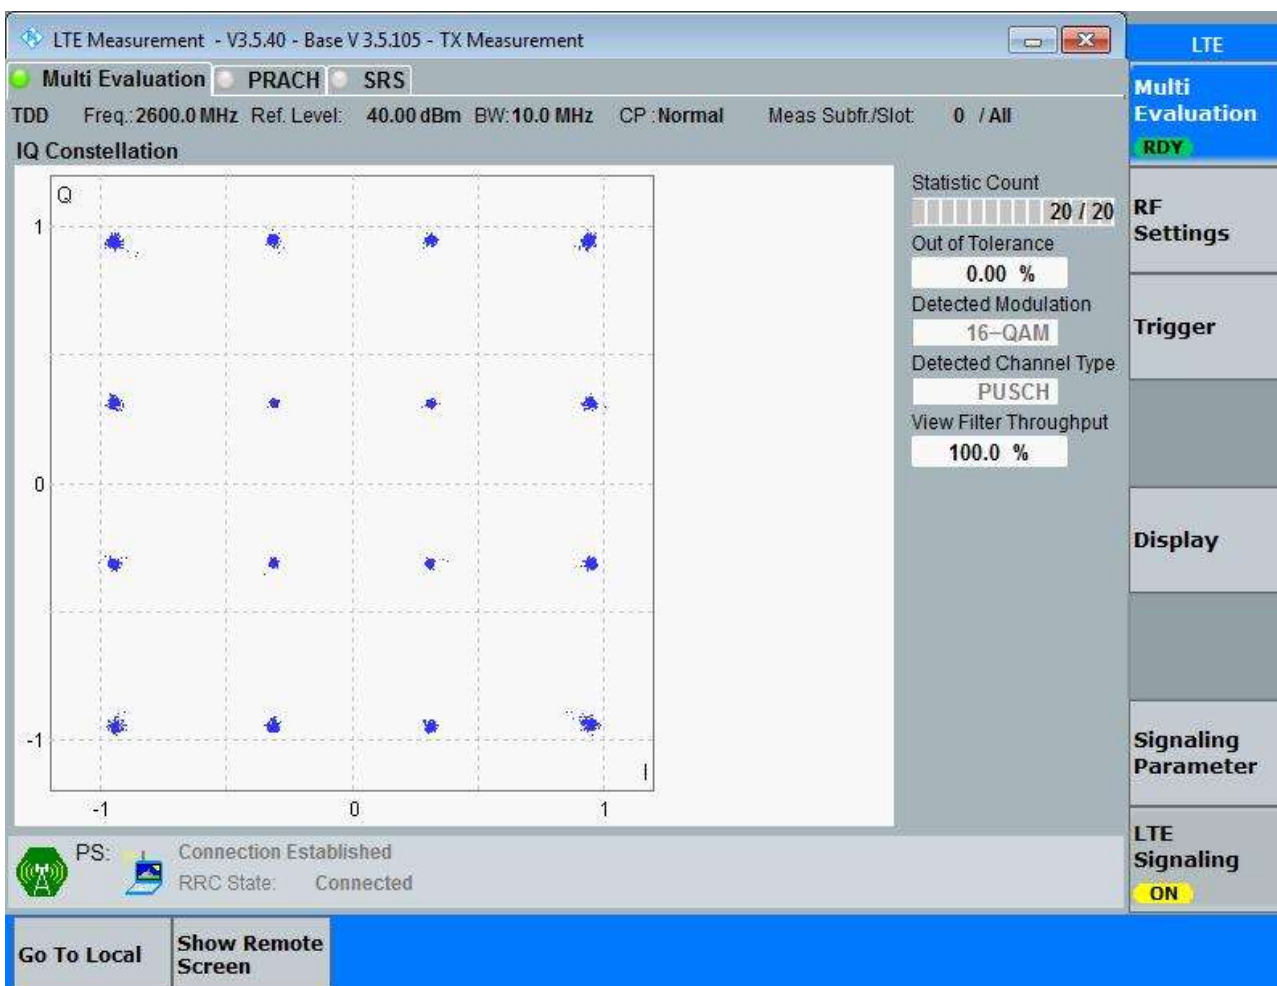 LTE Measurement - V3.5.40 - Base V 3.5.105 - TX Measurement
LTE
Multi Evaluation PRACH SRS
TDD Freq.: 2600.0 MHz Ref. Level: 40.00 dBm BW: 10.0 MHz CP : Normal Meas Subfr./Slot: 0 / All
IQ Constellation
Q
1
0
-1
I
-1 0 1
Statistic Count
20 / 20
Out of Tolerance
0.00 %
Detected Modulation
16-QAM
Detected Channel Type
PUSCH
View Filter Throughput
100.0 %
Multi
Evaluation
RDY
RF
Settings
Trigger
Display
Signaling
Parameter
LTE
Signaling
ON
PS: Connection Established
RRC State: Connected
Go To Local
Show Remote
Screen